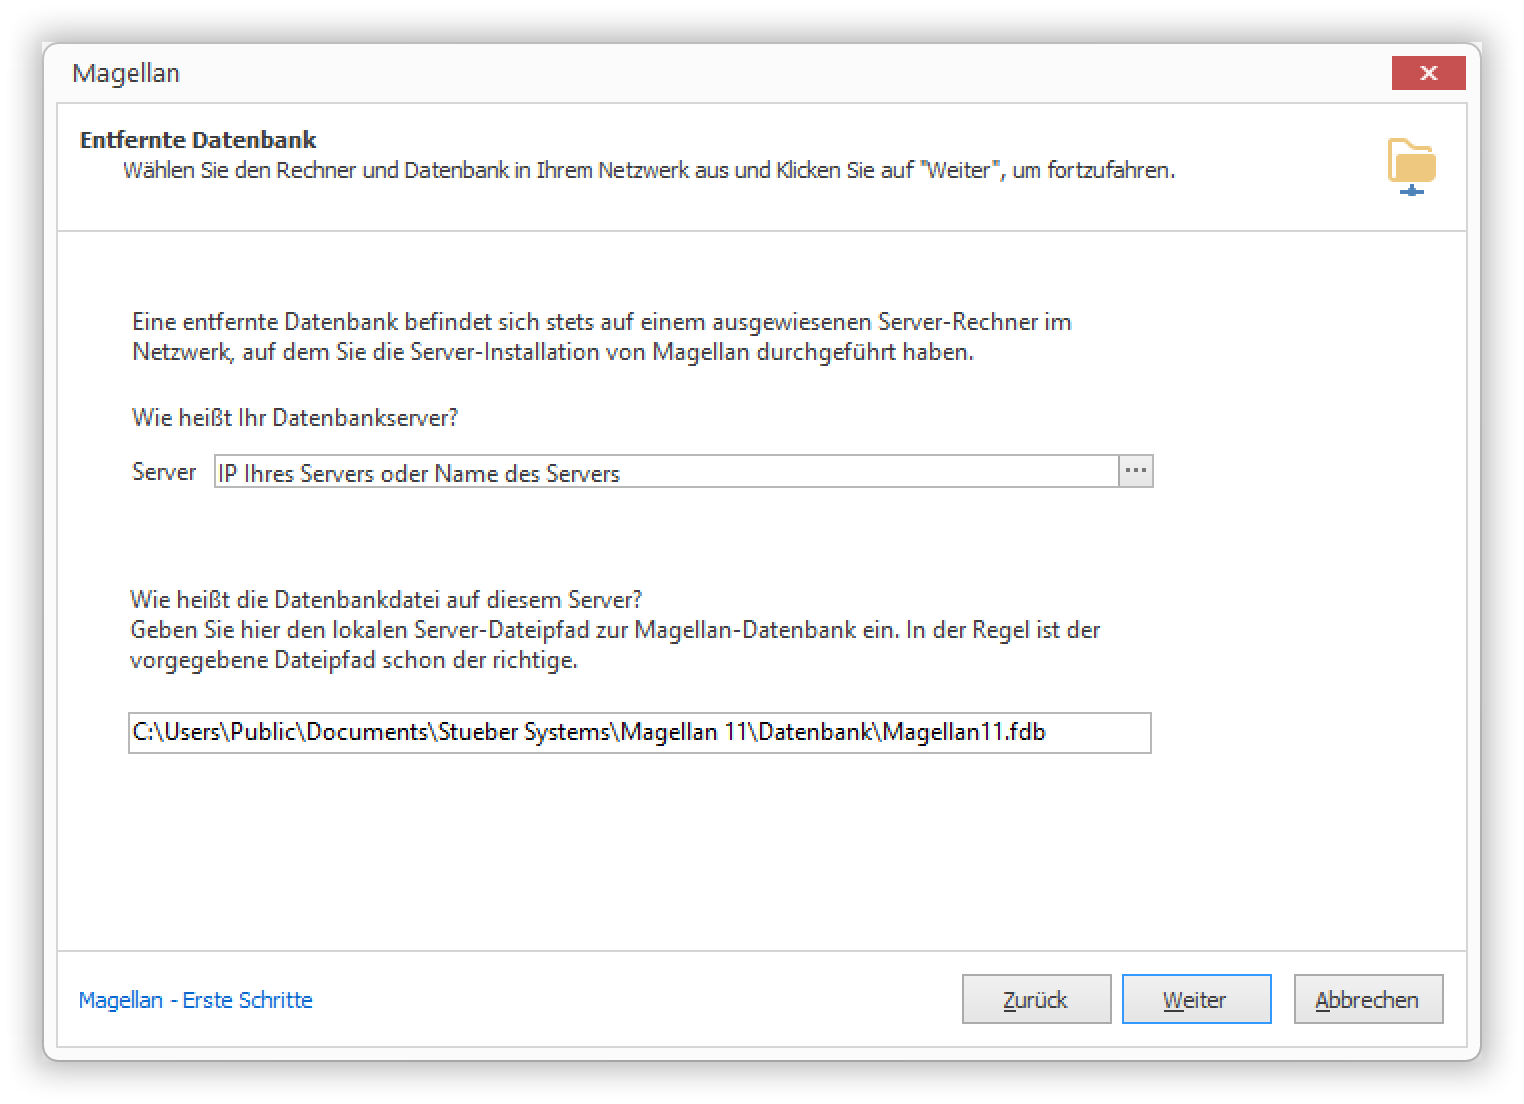 Magellan
Entfernte Datenbank
Wählen Sie den Rechner und Datenbank in Ihrem Netzwerk aus und Klicken Sie auf "Weiter", um fortzufahren.
Eine entfernte Datenbank befindet sich stets auf einem ausgewiesenen Server-Rechner im
Netzwerk, auf dem Sie die Server-Installation von Magellan durchgeführt haben.
Wie heißt Ihr Datenbankserver?
Server IP Ihres Servers oder Name des Servers ...
Wie heißt die Datenbankdatei auf diesem Server?
Geben Sie hier den lokalen Server-Dateipfad zur Magellan-Datenbank ein. In der Regel ist der
vorgegebene Dateipfad schon der richtige.
C:\Users\Public\Documents\Stueber Systems\Magellan 11\Datenbank\Magellan11.fdb
Magellan - Erste Schritte Zurück Weiter Abbrechen